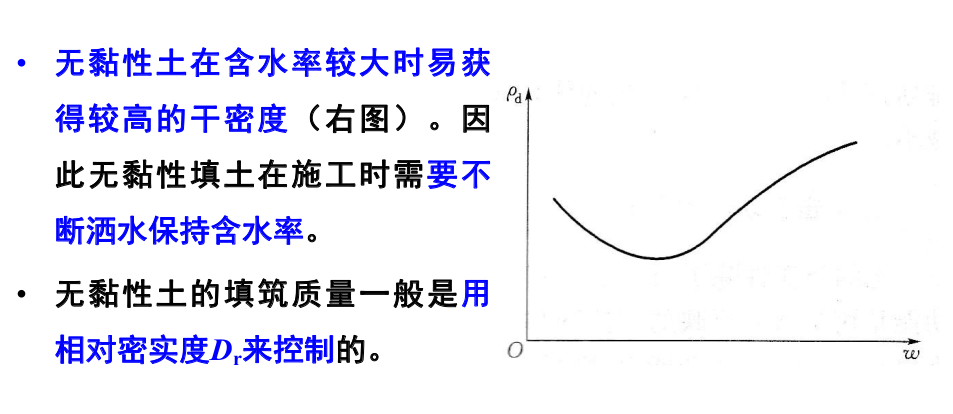 • 无黏性土在含水率较大时易获
得较高的干密度（右图）。因
此无黏性填土在施工时需要不
断洒水保持含水率。
• 无黏性土的填筑质量一般是用
相对密实度Dr来控制的。
ρd
O
w